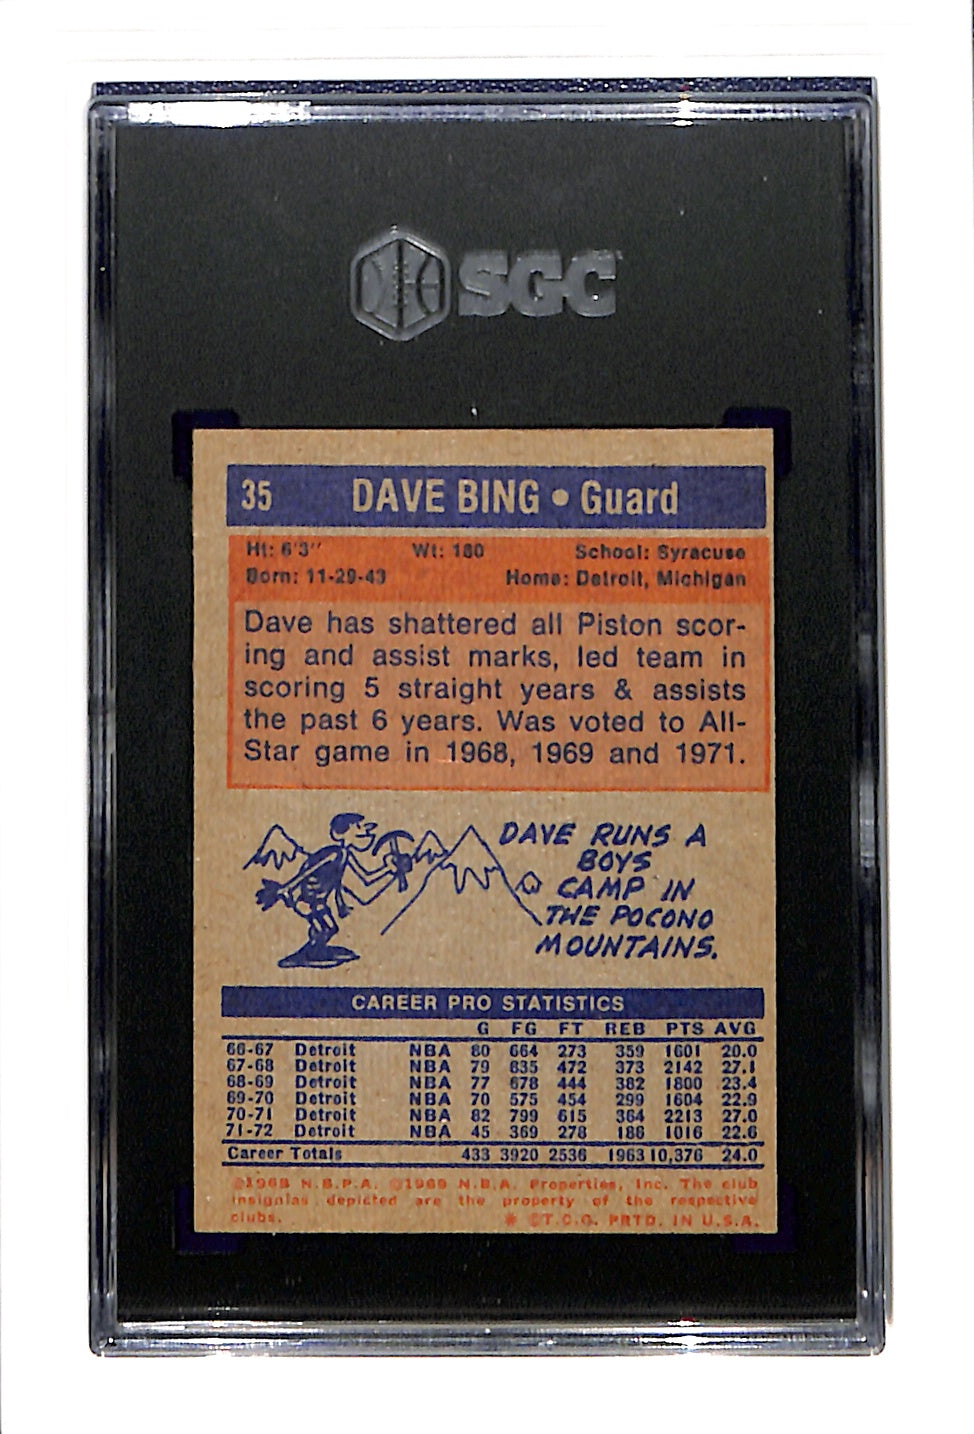 SGC
35 DAVE BING • Guard
Ht: 6'3" Wt: 180 School: Syracuse
Born: 11-29-43 Home: Detroit, Michigan
Dave has shattered all Piston scor-
ing and assist marks, led team in
scoring 5 straight years & assists
the past 6 years. Was voted to All-
Star game in 1968, 1969 and 1971.
DAVE RUNS A
BOYS
CAMP IN
THE POCONO
MOUNTAINS.
CAREER PRO STATISTICS
G FG FT REB PTS AVG
66-67 Detroit NBA 80 664 273 359 1601 20.0
67-68 Detroit NBA 79 835 472 373 2142 27.1
68-69 Detroit NBA 77 678 444 382 1800 23.4
69-70 Detroit NBA 70 575 454 299 1604 22.9
70-71 Detroit NBA 82 799 615 364 2213 27.0
71-72 Detroit NBA 45 369 278 186 1016 22.6
Career Totals 433 3920 2536 1963 10,376 24.0
©1968 N.B.P.A. ©1969 N.B.A. Properties, Inc. The club
insignias depicted are the property of the respective
clubs. * ©T.C.G. PRTD. IN U.S.A.